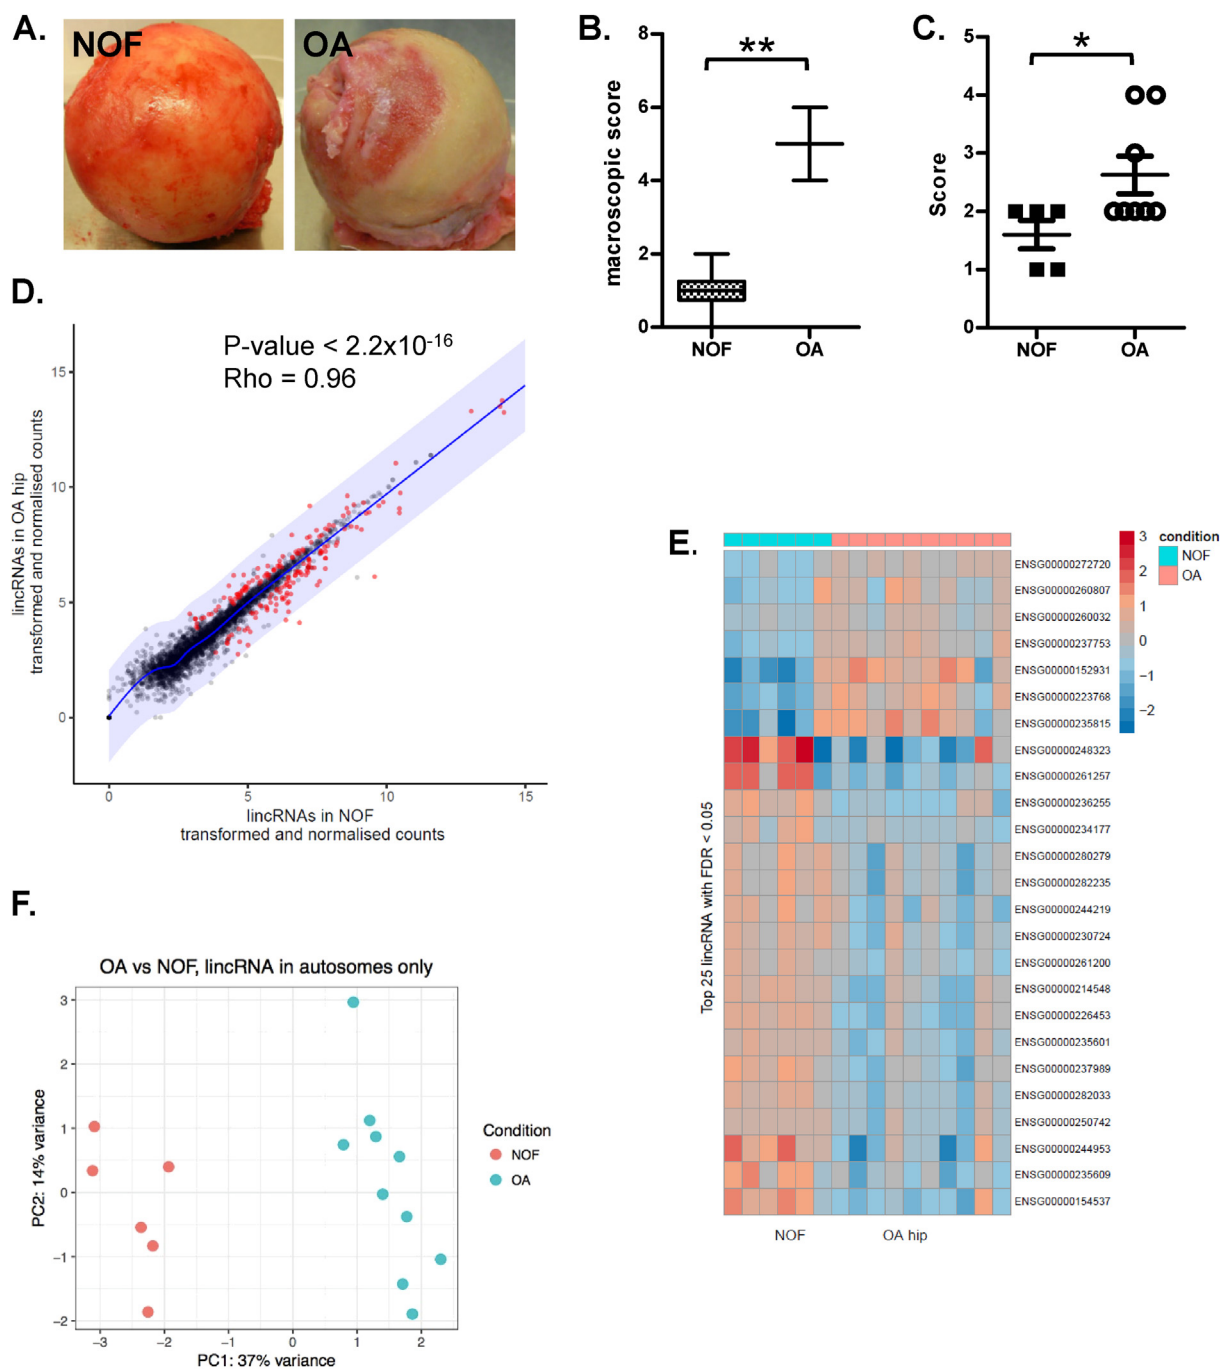 A.
NOF
OA
B.
macroscopic score
8
6
4
2
0
**
NOF
OA
C.
Score
5
4
3
2
1
0
*
NOF
OA
D.
P-value < 2.2x10-16
Rho = 0.96
lincRNAs in OA hip
transformed and normalised counts
15
10
5
0
0
5
10
15
lincRNAs in NOF
transformed and normalised counts
E.
Top 25 lincRNA with FDR < 0.05
ENSG00000272720
ENSG00000260807
ENSG00000260032
ENSG00000237753
ENSG00000152931
ENSG00000223768
ENSG00000235815
ENSG00000248323
ENSG00000261257
ENSG00000236255
ENSG00000234177
ENSG00000280279
ENSG00000282235
ENSG00000244219
ENSG00000230724
ENSG00000261200
ENSG00000214548
ENSG00000226453
ENSG00000235601
ENSG00000237989
ENSG00000282033
ENSG00000250742
ENSG00000244953
ENSG00000235609
ENSG00000154537
NOF
OA hip
3
2
1
0
−1
−2
condition
NOF
OA
F.
OA vs NOF, lincRNA in autosomes only
PC2: 14% variance
3
2
1
0
−1
−2
−3
−2
−1
0
1
2
PC1: 37% variance
Condition
NOF
OA